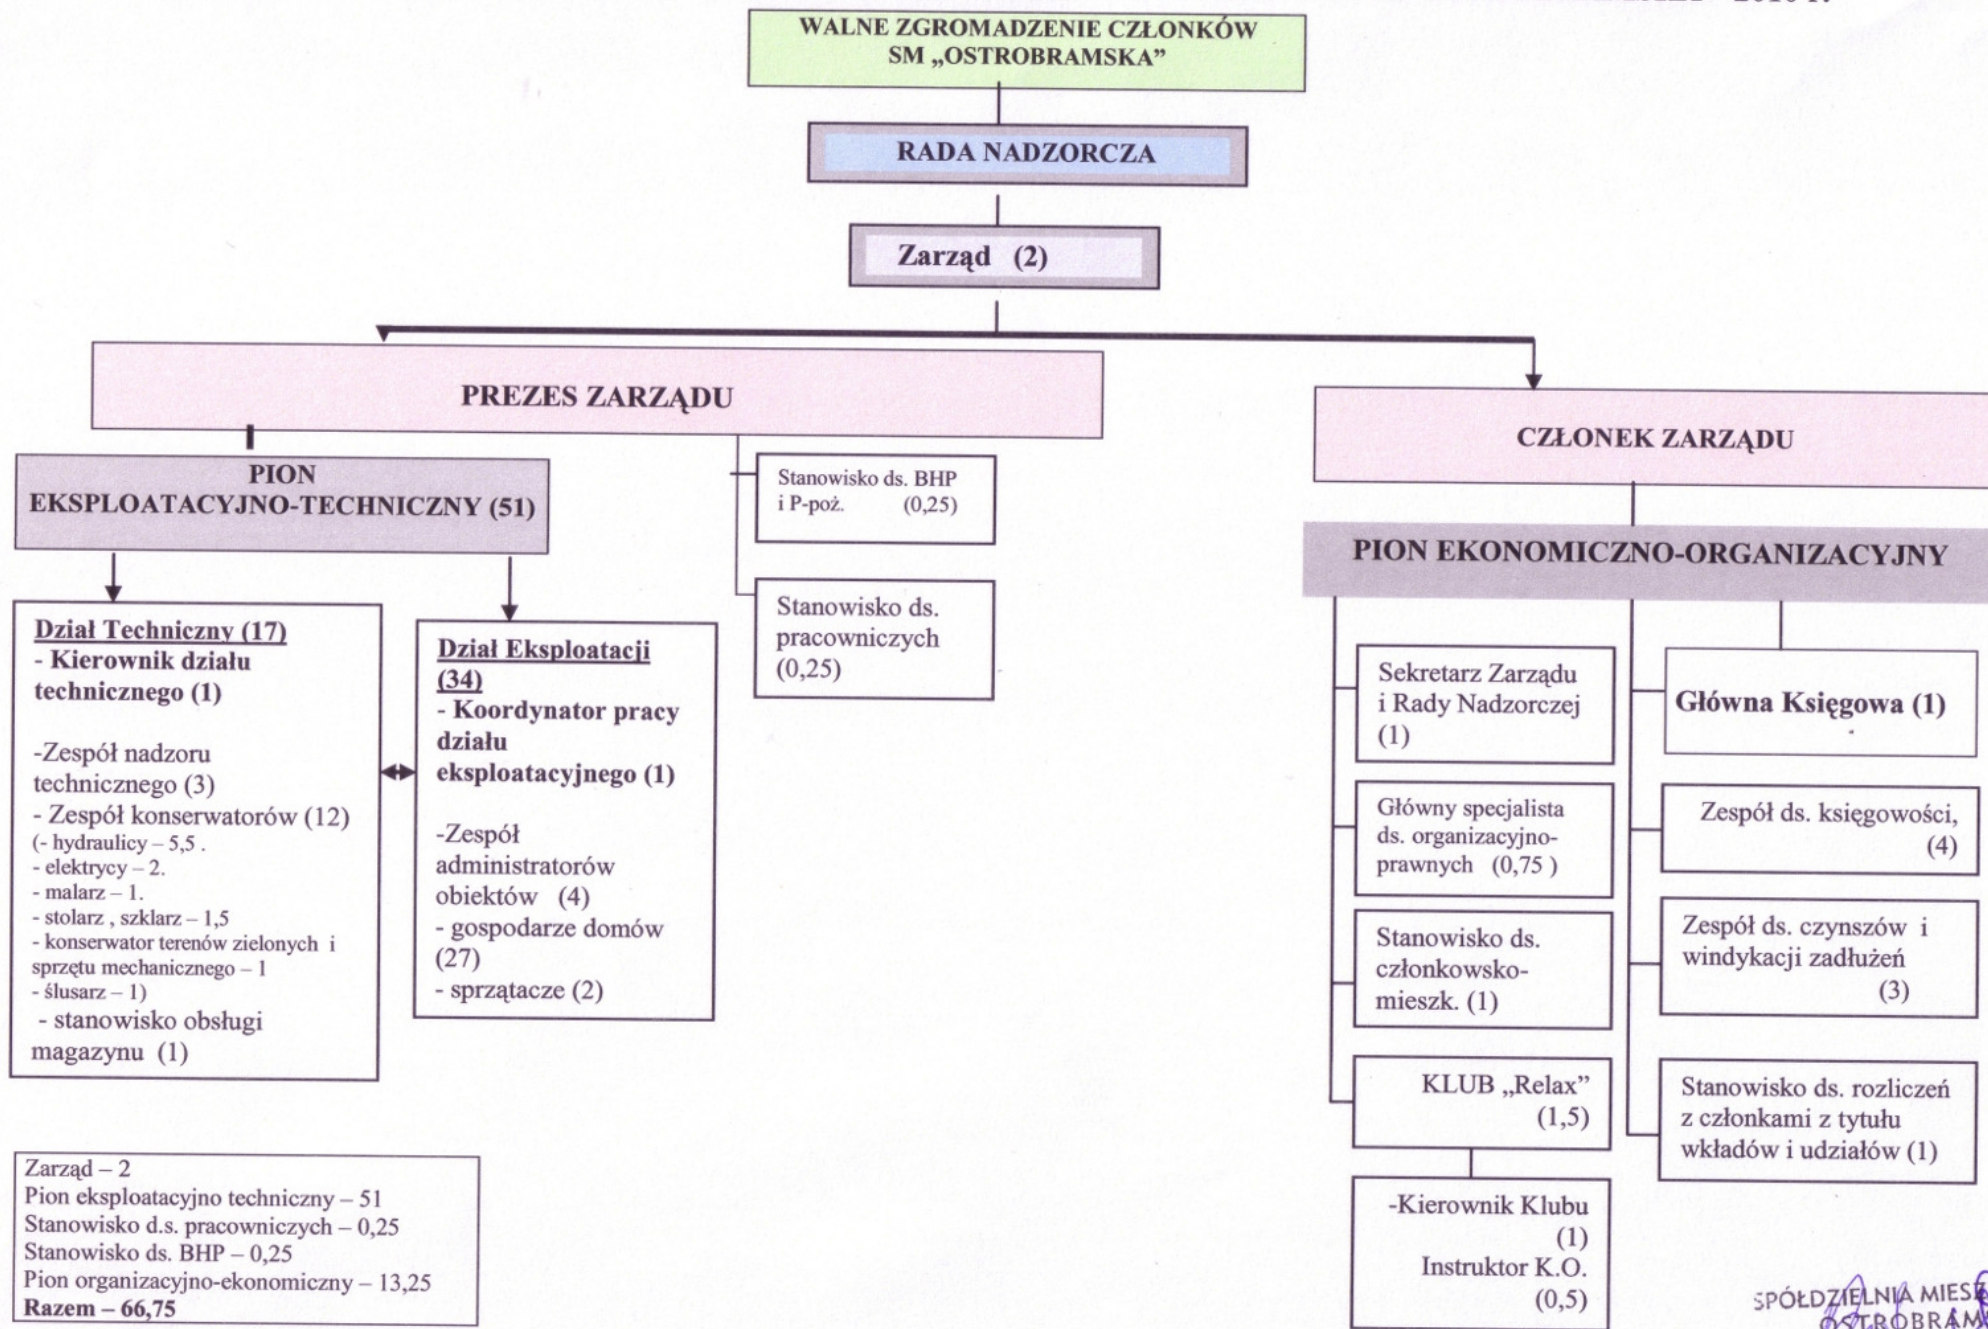 2010 r.
WALNE ZGROMADZENIE CZŁONKÓW
SM „OSTROBRAMSKA”
RADA NADZORCZA
Zarząd (2)
PREZES ZARZĄDU
PION
EKSPLOATACYJNO-TECHNICZNY (51)
Dział Techniczny (17)
- Kierownik działu
technicznego (1)
-Zespół nadzoru
technicznego (3)
- Zespół konserwatorów (12)
(- hydraulicy – 5,5 .
- elektrycy – 2.
- malarz – 1.
- stolarz , szklarz – 1,5
- konserwator terenów zielonych i
sprzętu mechanicznego – 1
- ślusarz – 1)
- stanowisko obsługi
magazynu (1)
Dział Eksploatacji
(34)
- Koordynator pracy
działu
eksploatacyjnego (1)
-Zespół
administratorów
obiektów (4)
- gospodarze domów
(27)
- sprzątacze (2)
Stanowisko ds. BHP
i P-poż. (0,25)
Stanowisko ds.
pracowniczych
(0,25)
CZŁONEK ZARZĄDU
PION EKONOMICZNO-ORGANIZACYJNY
Sekretarz Zarządu
i Rady Nadzorczej
(1)
Główny specjalista
ds. organizacyjno-
prawnych (0,75 )
Stanowisko ds.
członkowsko-
mieszk. (1)
KLUB „Relax”
(1,5)
-Kierownik Klubu
(1)
Instruktor K.O.
(0,5)
Główna Księgowa (1)
Zespół ds. księgowości,
(4)
Zespół ds. czynszów i
windykacji zadłużeń
(3)
Stanowisko ds. rozliczeń
z członkami z tytułu
wkładów i udziałów (1)
Zarząd – 2
Pion eksploatacyjno techniczny – 51
Stanowisko d.s. pracowniczych – 0,25
Stanowisko ds. BHP – 0,25
Pion organizacyjno-ekonomiczny – 13,25
Razem – 66,75
SPÓŁDZIELNIA